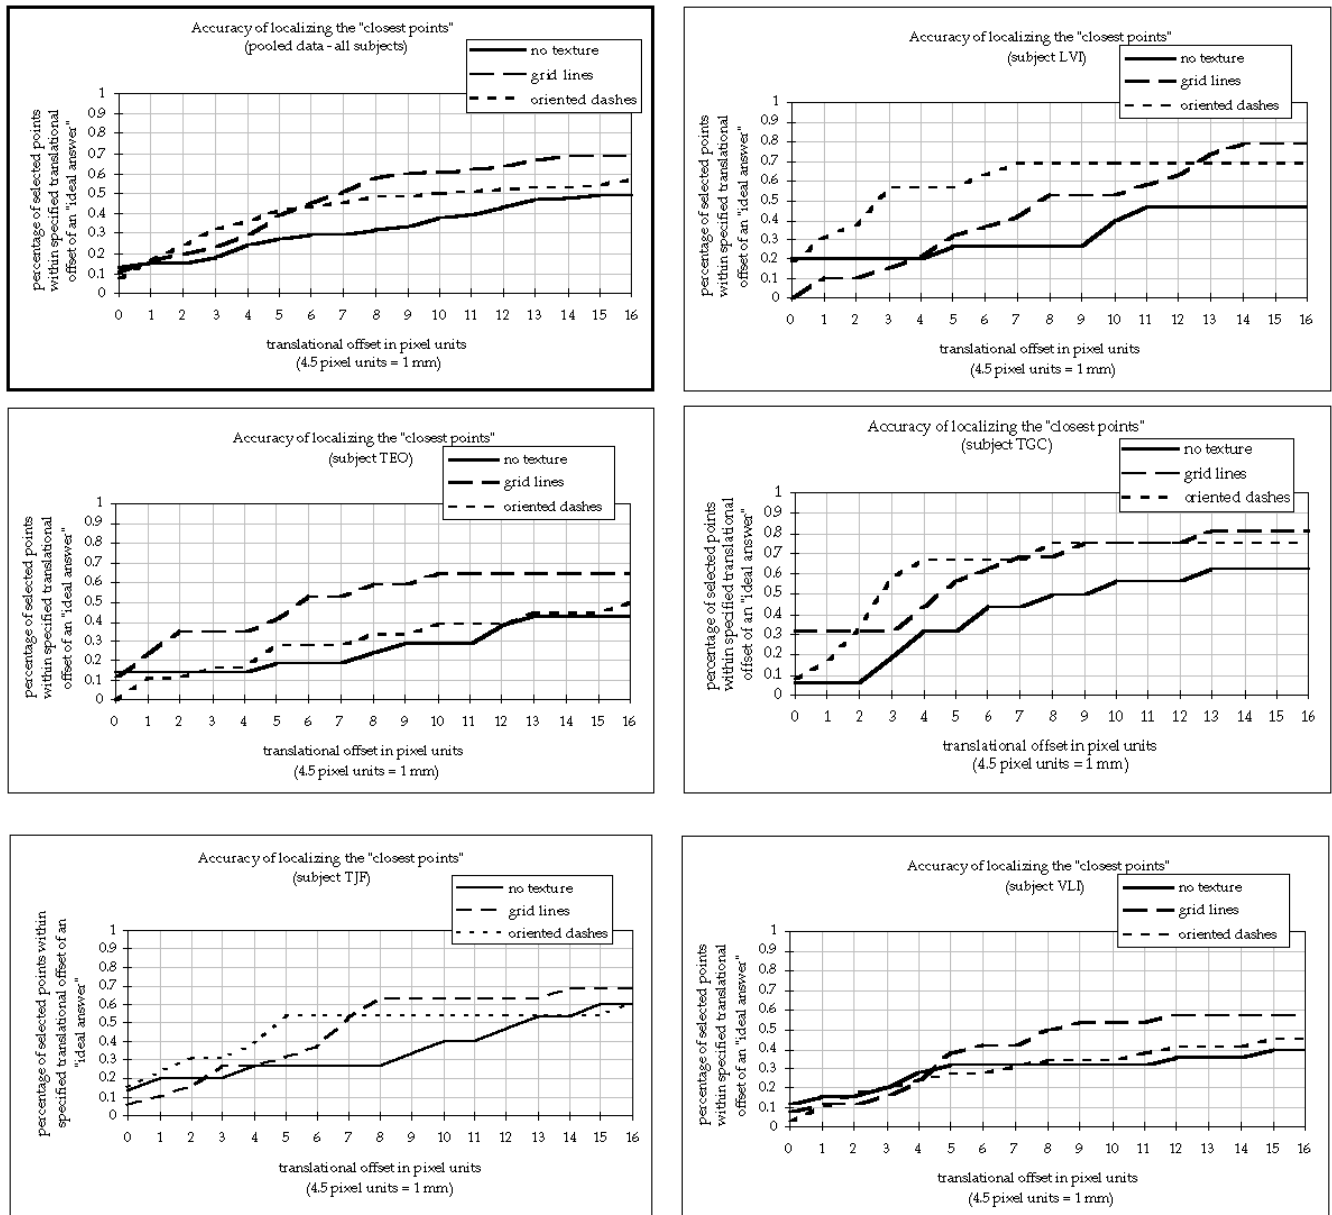 Accuracy of localizing the "closest points"
(pooled data - all subjects)
no texture
grid lines
oriented dashes
percentage of selected points
within specified translational
offset of an "ideal answer"
1
0.9
0.8
0.7
0.6
0.5
0.4
0.3
0.2
0.1
0
0 1 2 3 4 5 6 7 8 9 10 11 12 13 14 15 16
translational offset in pixel units
(4.5 pixel units = 1 mm)
Accuracy of localizing the "closest points"
(subject LVI)
no texture
grid lines
oriented dashes
percentage of selected points
within specified translational
offset of an "ideal answer"
1
0.9
0.8
0.7
0.6
0.5
0.4
0.3
0.2
0.1
0
0 1 2 3 4 5 6 7 8 9 10 11 12 13 14 15 16
translational offset in pixel units
(4.5 pixel units = 1 mm)
Accuracy of localizing the "closest points"
(subject TEO)
no texture
grid lines
oriented dashes
percentage of selected points
within specified translational
offset of an "ideal answer"
1
0.9
0.8
0.7
0.6
0.5
0.4
0.3
0.2
0.1
0
0 1 2 3 4 5 6 7 8 9 10 11 12 13 14 15 16
translational offset in pixel units
(4.5 pixel units = 1 mm)
Accuracy of localizing the "closest points"
(subject TGC)
no texture
grid lines
oriented dashes
percentage of selected points
within specified translational
offset of an "ideal answer"
1
0.9
0.8
0.7
0.6
0.5
0.4
0.3
0.2
0.1
0
0 1 2 3 4 5 6 7 8 9 10 11 12 13 14 15 16
translational offset in pixel units
(4.5 pixel units = 1 mm)
Accuracy of localizing the "closest points"
(subject TJF)
no texture
grid lines
oriented dashes
percentage of selected points within
specified translational offset of an
"ideal answer"
1
0.9
0.8
0.7
0.6
0.5
0.4
0.3
0.2
0.1
0
0 1 2 3 4 5 6 7 8 9 10 11 12 13 14 15 16
translational offset in pixel units
(4.5 pixel units = 1 mm)
Accuracy of localizing the "closest points"
(subject VLI)
no texture
grid lines
oriented dashes
percentage of selected points
within specified translational
offset of an "ideal answer"
1
0.9
0.8
0.7
0.6
0.5
0.4
0.3
0.2
0.1
0
0 1 2 3 4 5 6 7 8 9 10 11 12 13 14 15 16
translational offset in pixel units
(4.5 pixel units = 1 mm)